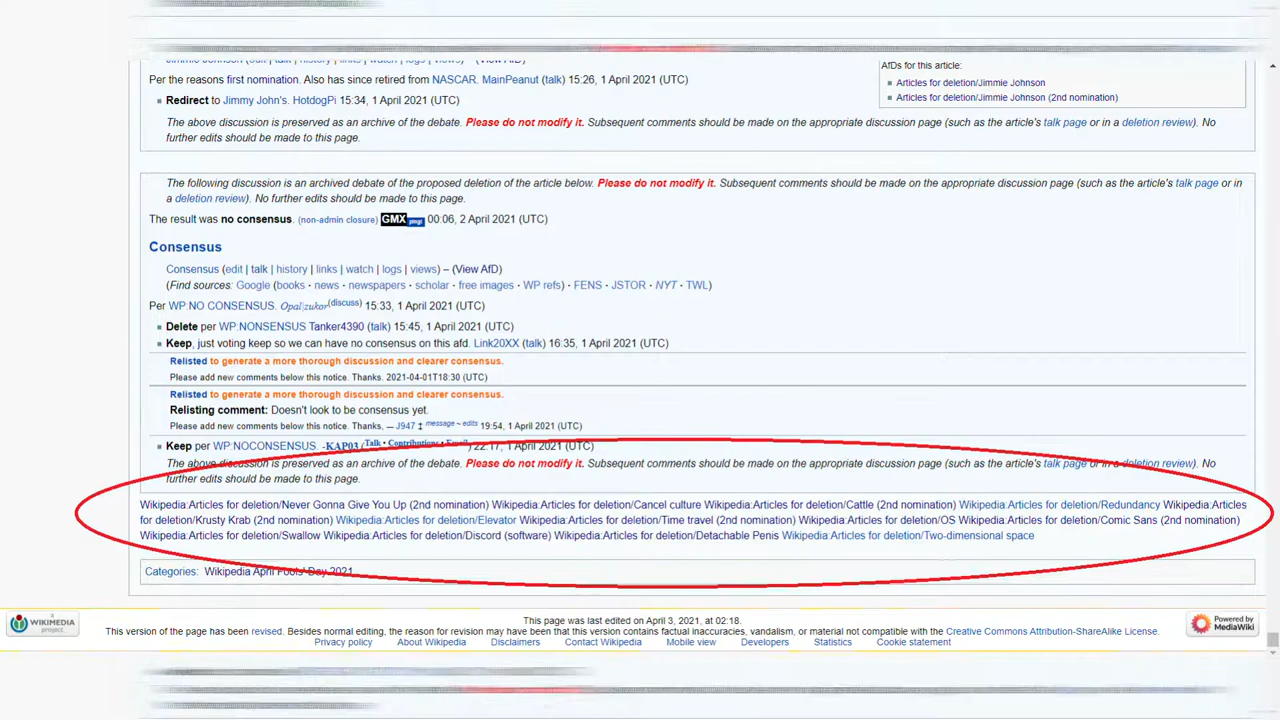 Per the reasons first nomination. Also has since retired from NASCAR. MainPeanut (talk) 15:26, 1 April 2021 (UTC)
Redirect to Jimmy John's. HotdogPi 15:34, 1 April 2021 (UTC)
AfDs for this article:
Articles for deletion/Jimmie Johnson
Articles for deletion/Jimmie Johnson (2nd nomination)
The above discussion is preserved as an archive of the debate. Please do not modify it. Subsequent comments should be made on the appropriate discussion page (such as the article's talk page or in a deletion review). No
further edits should be made to this page.
The following discussion is an archived debate of the proposed deletion of the article below. Please do not modify it. Subsequent comments should be made on the appropriate discussion page (such as the article's talk page or in
a deletion review). No further edits should be made to this page.
The result was no consensus. (non-admin closure) GMX 00:06, 2 April 2021 (UTC)
Consensus
Consensus (edit | talk | history | links | watch | logs | views) – (View AfD)
(Find sources: Google (books · news · newspapers · scholar · free images · WP refs) · FENS · JSTOR · NYT · TWL)
Per WP:NO CONSENSUS. Opal|zukor(discuss) 15:33, 1 April 2021 (UTC)
Delete per WP:NONSENSUS Tanker4390 (talk) 15:45, 1 April 2021 (UTC)
Keep, just voting keep so we can have no consensus on this afd. Link20XX (talk) 16:35, 1 April 2021 (UTC)
Relisted to generate a more thorough discussion and clearer consensus.
Please add new comments below this notice. Thanks. 2021-04-01T18:30 (UTC)
Relisted to generate a more thorough discussion and clearer consensus.
Relisting comment: Doesn't look to be consensus yet.
Please add new comments below this notice. Thanks, — J947 ‡ message ~ edits 19:54, 1 April 2021 (UTC)
Keep per WP:NOCONSENSUS. -KAP03 (Talk • Contributions • Email) 22:17, 1 April 2021 (UTC)
The above discussion is preserved as an archive of the debate. Please do not modify it. Subsequent comments should be made on the appropriate discussion page (such as the article's talk page or in a deletion review). No
further edits should be made to this page.
Wikipedia:Articles for deletion/Never Gonna Give You Up (2nd nomination) Wikipedia:Articles for deletion/Cancel culture Wikipedia:Articles for deletion/Cattle (2nd nomination) Wikipedia:Articles for deletion/Redundancy Wikipedia:Articles
for deletion/Krusty Krab (2nd nomination) Wikipedia:Articles for deletion/Elevator Wikipedia:Articles for deletion/Time travel (2nd nomination) Wikipedia:Articles for deletion/OS Wikipedia:Articles for deletion/Comic Sans (2nd nomination)
Wikipedia:Articles for deletion/Swallow Wikipedia:Articles for deletion/Discord (software) Wikipedia:Articles for deletion/Detachable Penis Wikipedia:Articles for deletion/Two-dimensional space
Categories: Wikipedia April Fools' Day 2021
A WIKIMEDIA project
This page was last edited on April 3, 2021, at 02:18.
This version of the page has been revised. Besides normal editing, the reason for revision may have been that this version contains factual inaccuracies, vandalism, or material not compatible with the Creative Commons Attribution-ShareAlike License.
Privacy policy About Wikipedia Disclaimers Contact Wikipedia Mobile view Developers Statistics Cookie statement
Powered by
MediaWiki